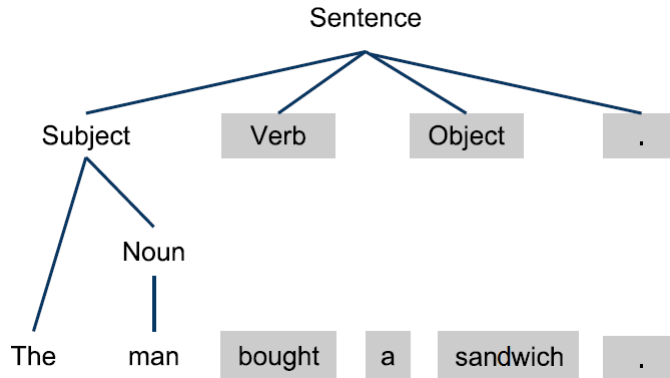 Sentence
Subject Verb Object .
Noun
The man bought a sandwich .